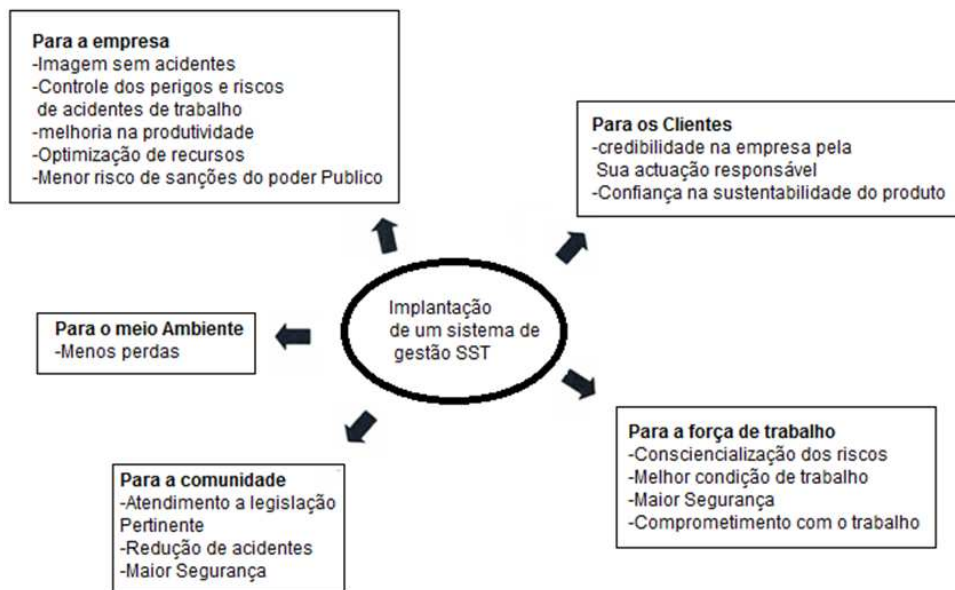 Para a empresa
-Imagem sem acidentes
-Controle dos perigos e riscos
de acidentes de trabalho
-melhoria na produtividade
-Optimização de recursos
-Menor risco de sanções do poder Publico
Para os Clientes
-credibilidade na empresa pela
Sua actuação responsável
-Confiança na sustentabilidade do produto
Implantação
de um sistema de
gestão SST
Para o meio Ambiente
-Menos perdas
Para a força de trabalho
-Consciencialização dos riscos
-Melhor condição de trabalho
-Maior Segurança
-Comprometimento com o trabalho
Para a comunidade
-Atendimento a legislação
Pertinente
-Redução de acidentes
-Maior Segurança